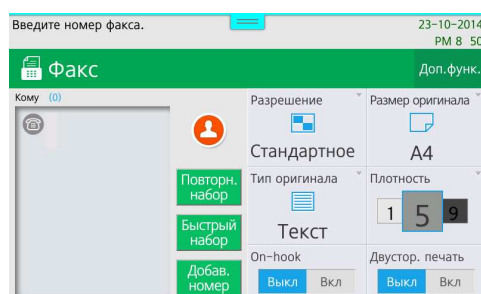 Введите номер факса.
23-10-2014
PM 8 50
Факс
Доп.функ.
Кому (0)
Повторн. набор
Быстрый набор
Добав. номер
Разрешение
Стандартное
Размер оригинала
A4
Тип оригинала
Текст
Плотность
1 5 9
On-hook
Выкл Вкл
Двустор. печать
Выкл Вкл